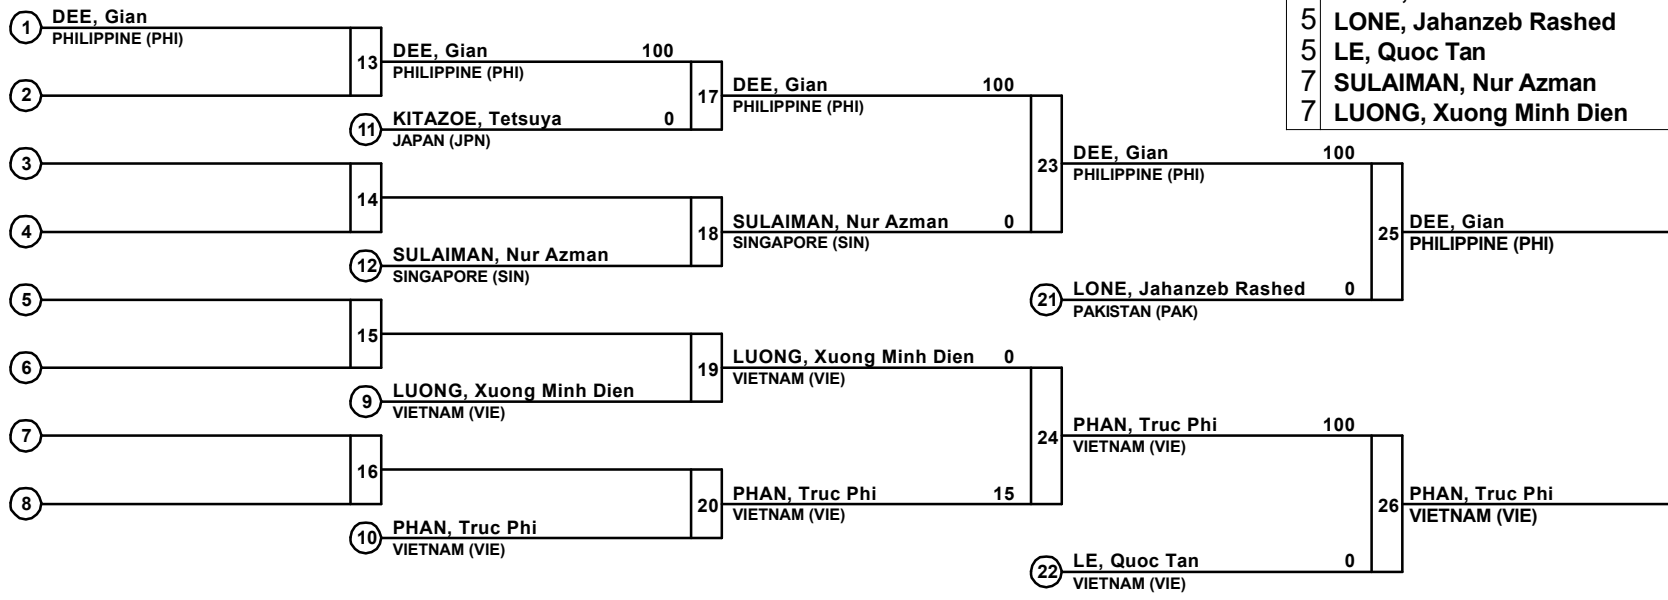 1 DEE, Gian
PHILIPPINE (PHI)
2
13 DEE, Gian 100
PHILIPPINE (PHI)
11 KITAZOE, Tetsuya 0
JAPAN (JPN)
17 DEE, Gian 100
PHILIPPINE (PHI)
3
4
14
12 SULAIMAN, Nur Azman
SINGAPORE (SIN)
18 SULAIMAN, Nur Azman 0
SINGAPORE (SIN)
5
6
15
9 LUONG, Xuong Minh Dien
VIETNAM (VIE)
19 LUONG, Xuong Minh Dien 0
VIETNAM (VIE)
7
8
16
10 PHAN, Truc Phi
VIETNAM (VIE)
20 PHAN, Truc Phi 15
VIETNAM (VIE)
23 DEE, Gian 100
PHILIPPINE (PHI)
21 LONE, Jahanzeb Rashed 0
PAKISTAN (PAK)
24 PHAN, Truc Phi 100
VIETNAM (VIE)
22 LE, Quoc Tan 0
VIETNAM (VIE)
25 DEE, Gian
PHILIPPINE (PHI)
26 PHAN, Truc Phi
VIETNAM (VIE)
5 LONE, Jahanzeb Rashed
5 LE, Quoc Tan
7 SULAIMAN, Nur Azman
7 LUONG, Xuong Minh Dien